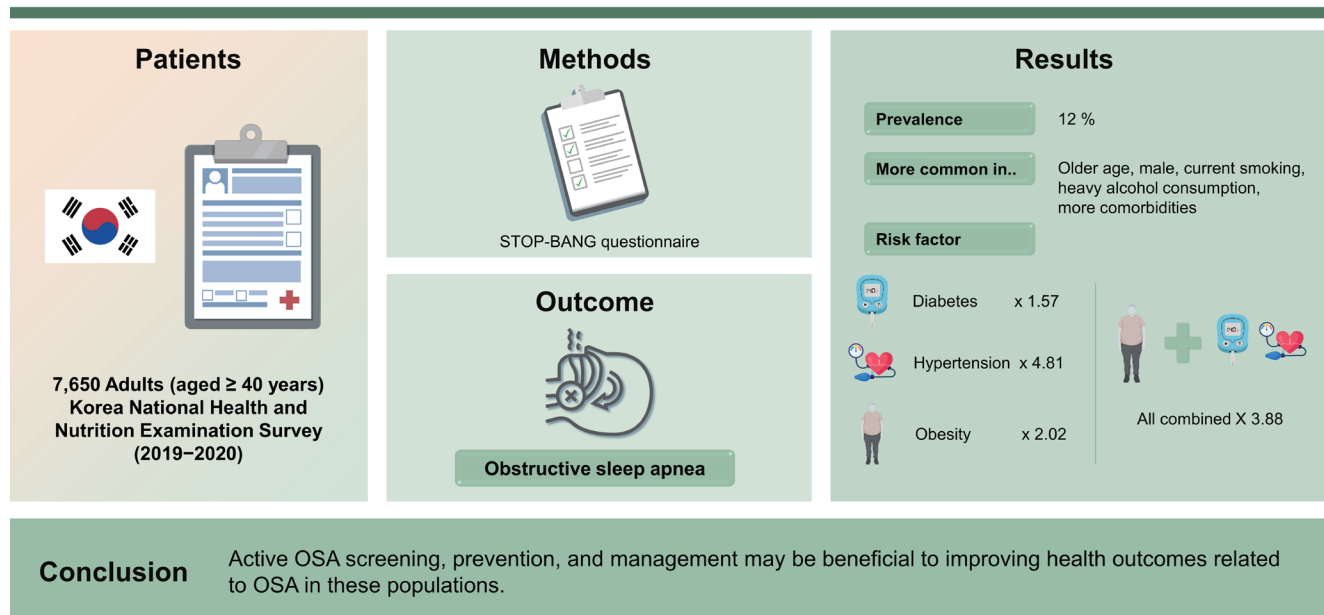 Patients
7,650 Adults (aged ≥ 40 years)
Korea National Health and
Nutrition Examination Survey
(2019−2020)
Methods
STOP-BANG questionnaire
Outcome
Obstructive sleep apnea
Results
Prevalence 12 %
More common in.. Older age, male, current smoking,
heavy alcohol consumption,
more comorbidities
Risk factor
Diabetes x 1.57
Hypertension x 4.81
Obesity x 2.02
All combined X 3.88
Conclusion
Active OSA screening, prevention, and management may be beneficial to improving health outcomes related
to OSA in these populations.